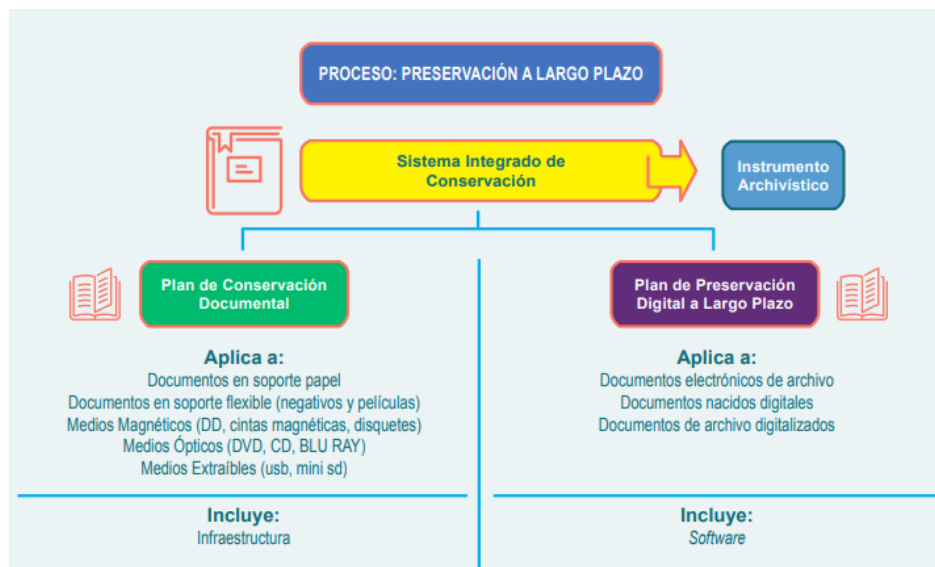 PROCESO: PRESERVACIÓN A LARGO PLAZO
Sistema Integrado de
Conservación
Instrumento
Archivístico
Plan de Conservación
Documental
Aplica a:
Documentos en soporte papel
Documentos en soporte flexible (negativos y películas)
Medios Magnéticos (DD, cintas magnéticas, disquetes)
Medios Ópticos (DVD, CD, BLU RAY)
Medios Extraíbles (usb, mini sd)
Incluye:
Infraestructura
Plan de Preservación
Digital a Largo Plazo
Aplica a:
Documentos electrónicos de archivo
Documentos nacidos digitales
Documentos de archivo digitalizados
Incluye:
Software